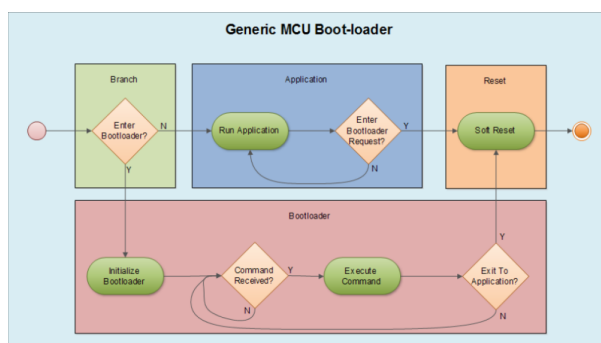 Generic MCU Boot-loader
Branch
Application
Reset
Enter
Bootloader?
N
Y
Run Application
Enter
Bootloader
Request?
Y
N
Soft Reset
Bootloader
Initialize
Bootloader
Command
Received?
Y
N
Execute
Command
Exit To
Application?
Y
N